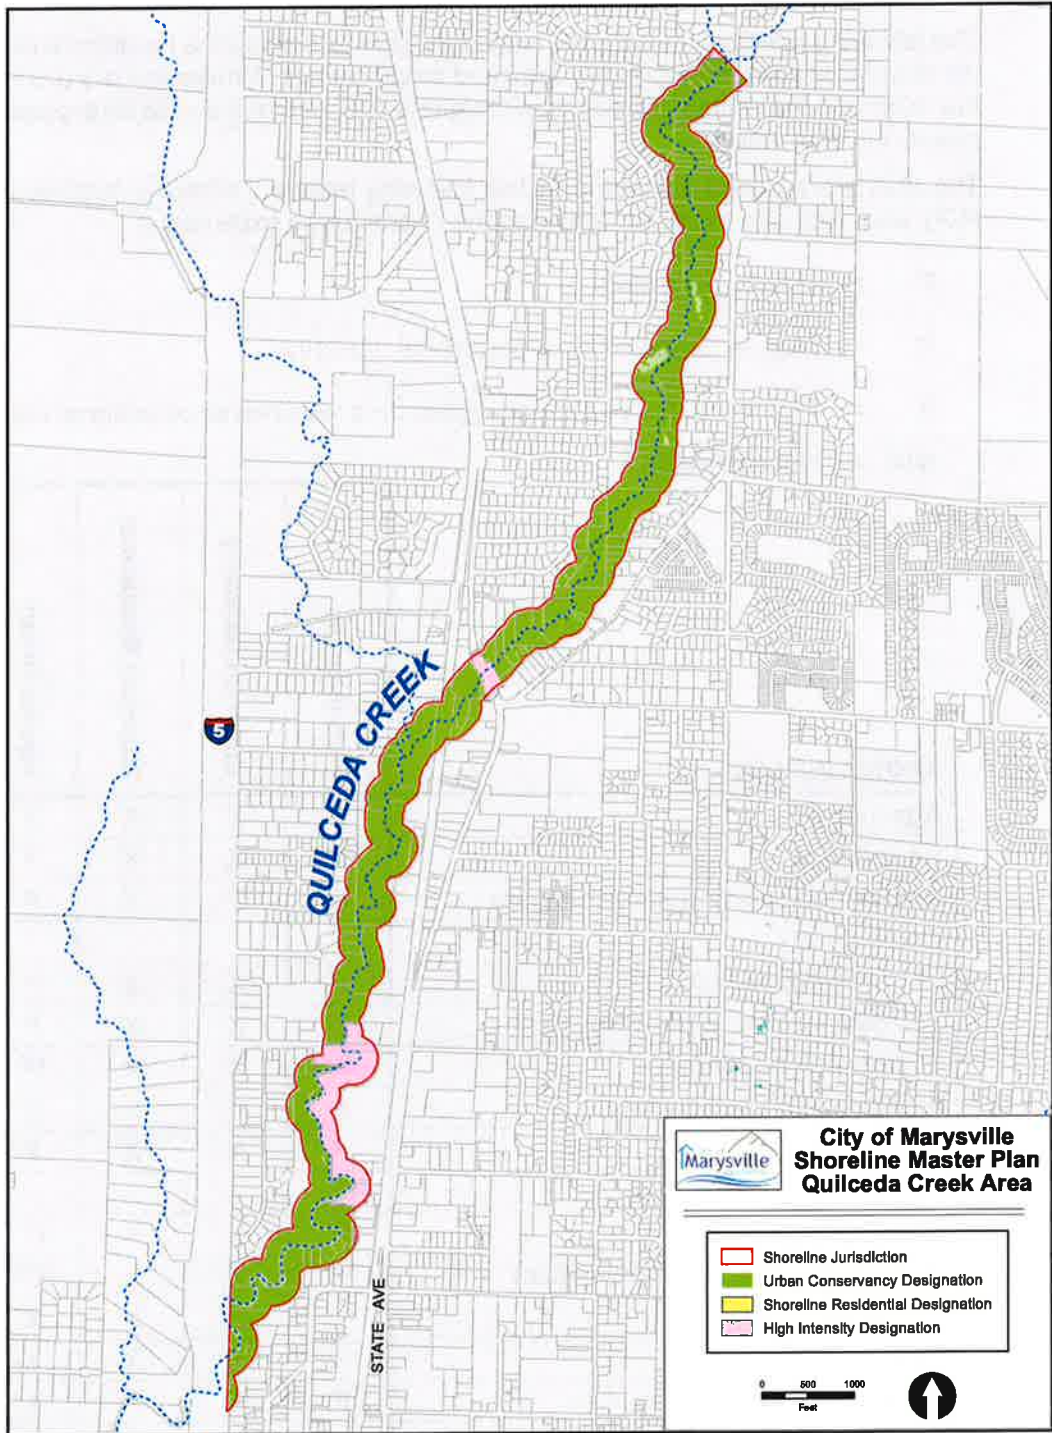 5
QUILCEDA CREEK
STATE AVE
Marysville
City of Marysville
Shoreline Master Plan
Quilceda Creek Area
Shoreline Jurisdiction
Urban Conservancy Designation
Shoreline Residential Designation
High Intensity Designation
0 500 1000
Feet